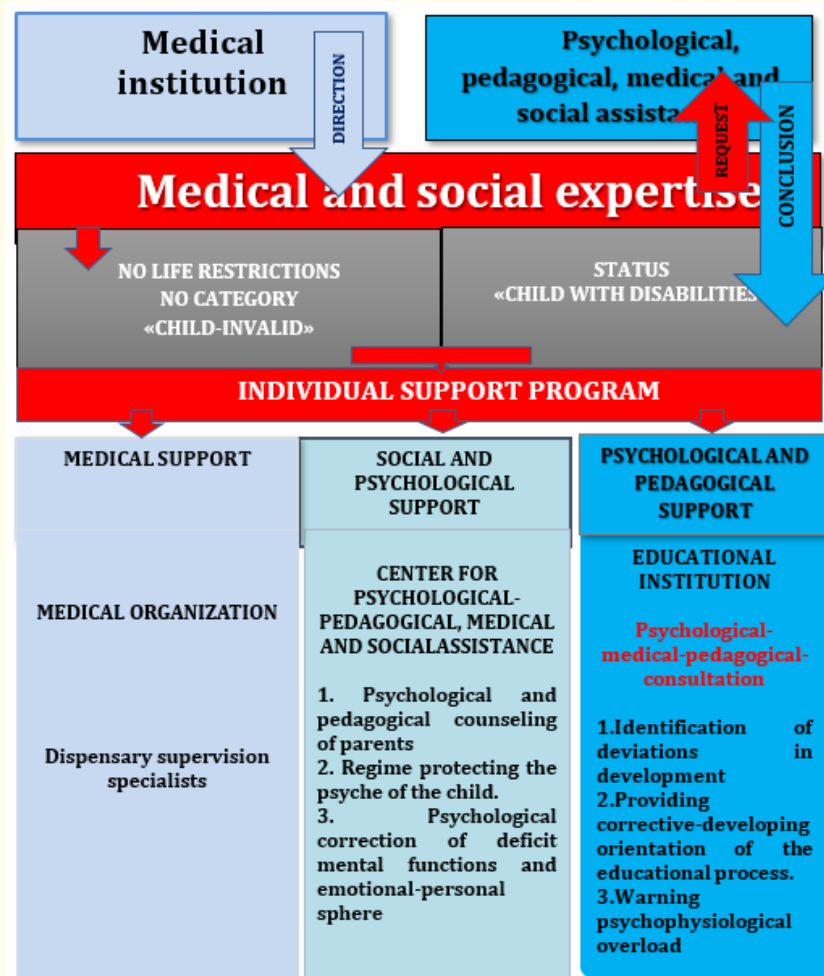 Medical
institution
DIRECTION
Psychological,
pedagogical, medical and
social
REQUEST
CONCLUSION
Medical and social expertise
NO LIFE RESTRICTIONS
NO CATEGORY
«CHILD-INVALID»
STATUS
«CHILD WITH DISABILITIES
INDIVIDUAL SUPPORT PROGRAM
MEDICAL SUPPORT
MEDICAL ORGANIZATION
Dispensary supervision
specialists
SOCIAL AND
PSYCHOLOGICAL
SUPPORT
CENTER FOR
PSYCHOLOGICAL-
PEDAGOGICAL, MEDICAL
AND SOCIALASSISTANCE
1. Psychological and
pedagogical counseling
of parents
2. Regime protecting the
psyche of the child.
3. Psychological
correction of deficit
mental functions and
emotional-personal
sphere
PSYCHOLOGICAL AND
PEDAGOGICAL
SUPPORT
EDUCATIONAL
INSTITUTION
Psychological-
medical-pedagogical-
consultation
1.Identification of
deviations in
development
2.Providing
corrective-developing
orientation of the
educational process.
3.Warning
psychophysiological
overload